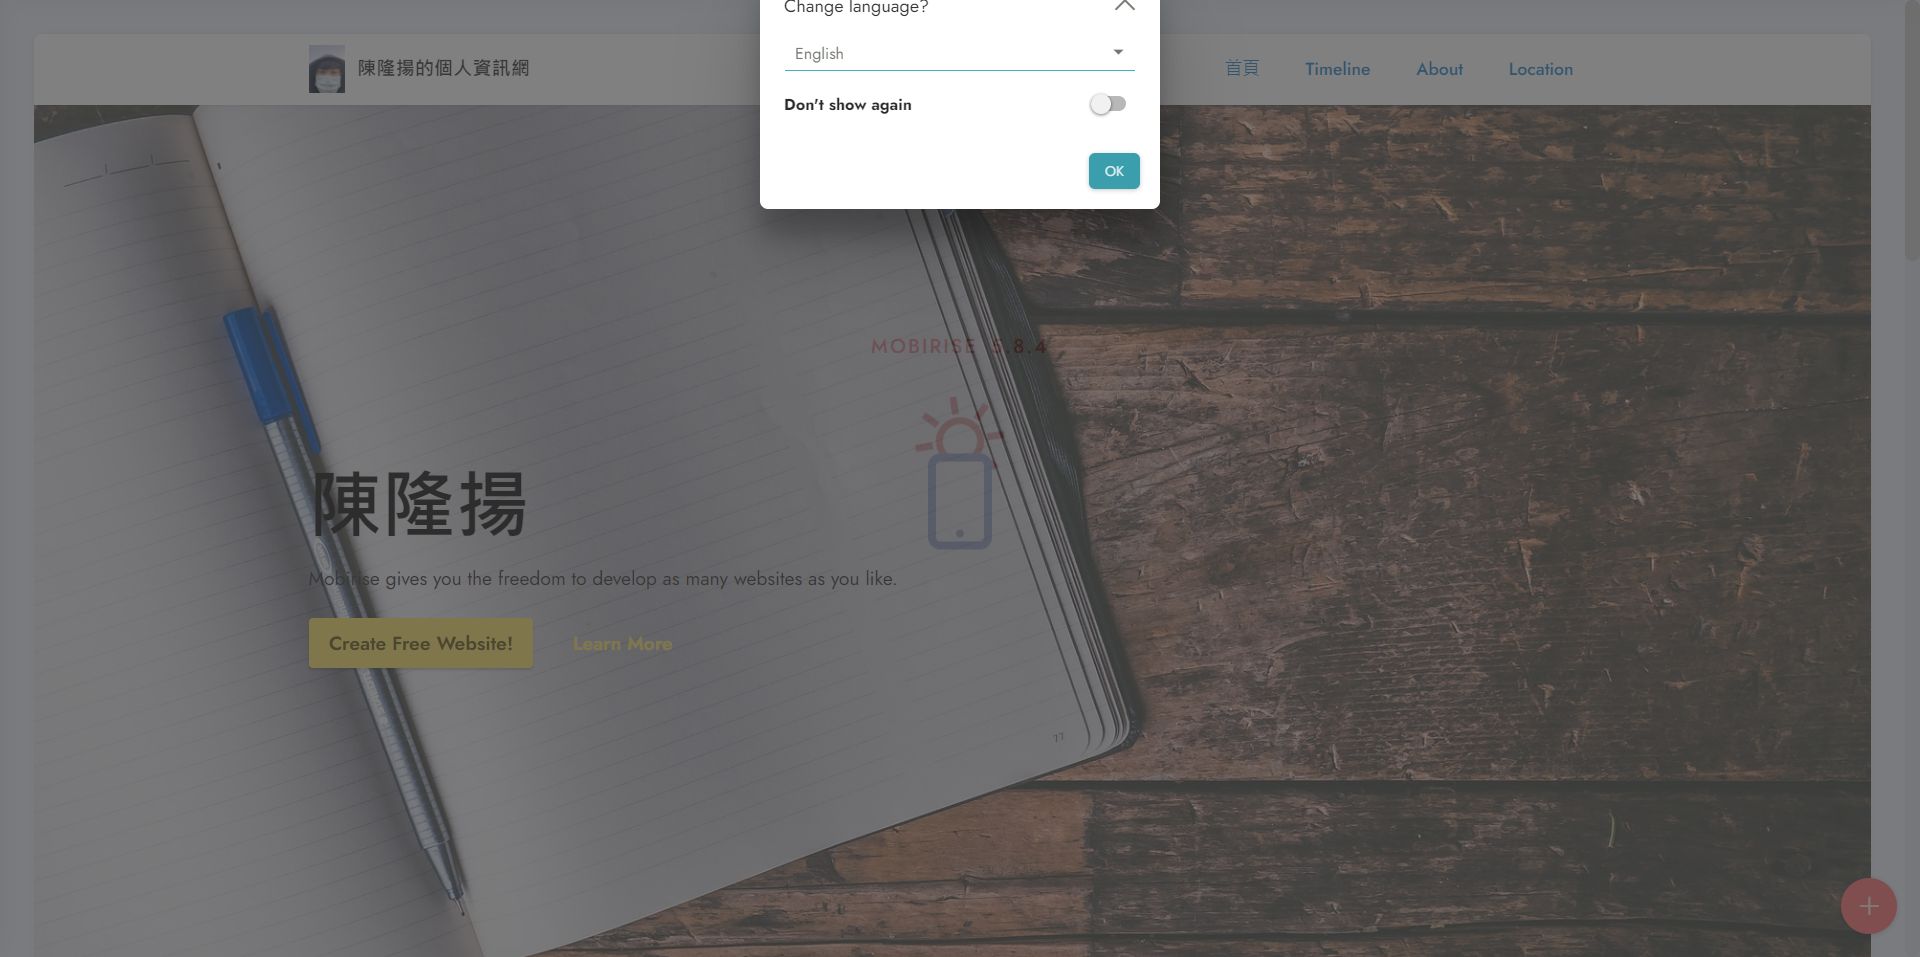 Change language?
English
Don't show again
OK
陳隆揚的個人資訊網
首頁 Timeline About Location
MOBIRISE 5.8.4
陳隆揚
Mobirise gives you the freedom to develop as many websites as you like.
Create Free Website! Learn More
77